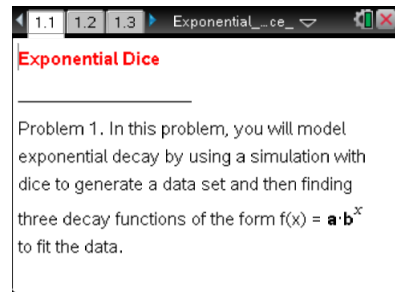 1.1 1.2 1.3 Exponential_...ce_
Exponential Dice
Problem 1. In this problem, you will model
exponential decay by using a simulation with
dice to generate a data set and then finding
three decay functions of the form f(x) = a·bˣ
to fit the data.